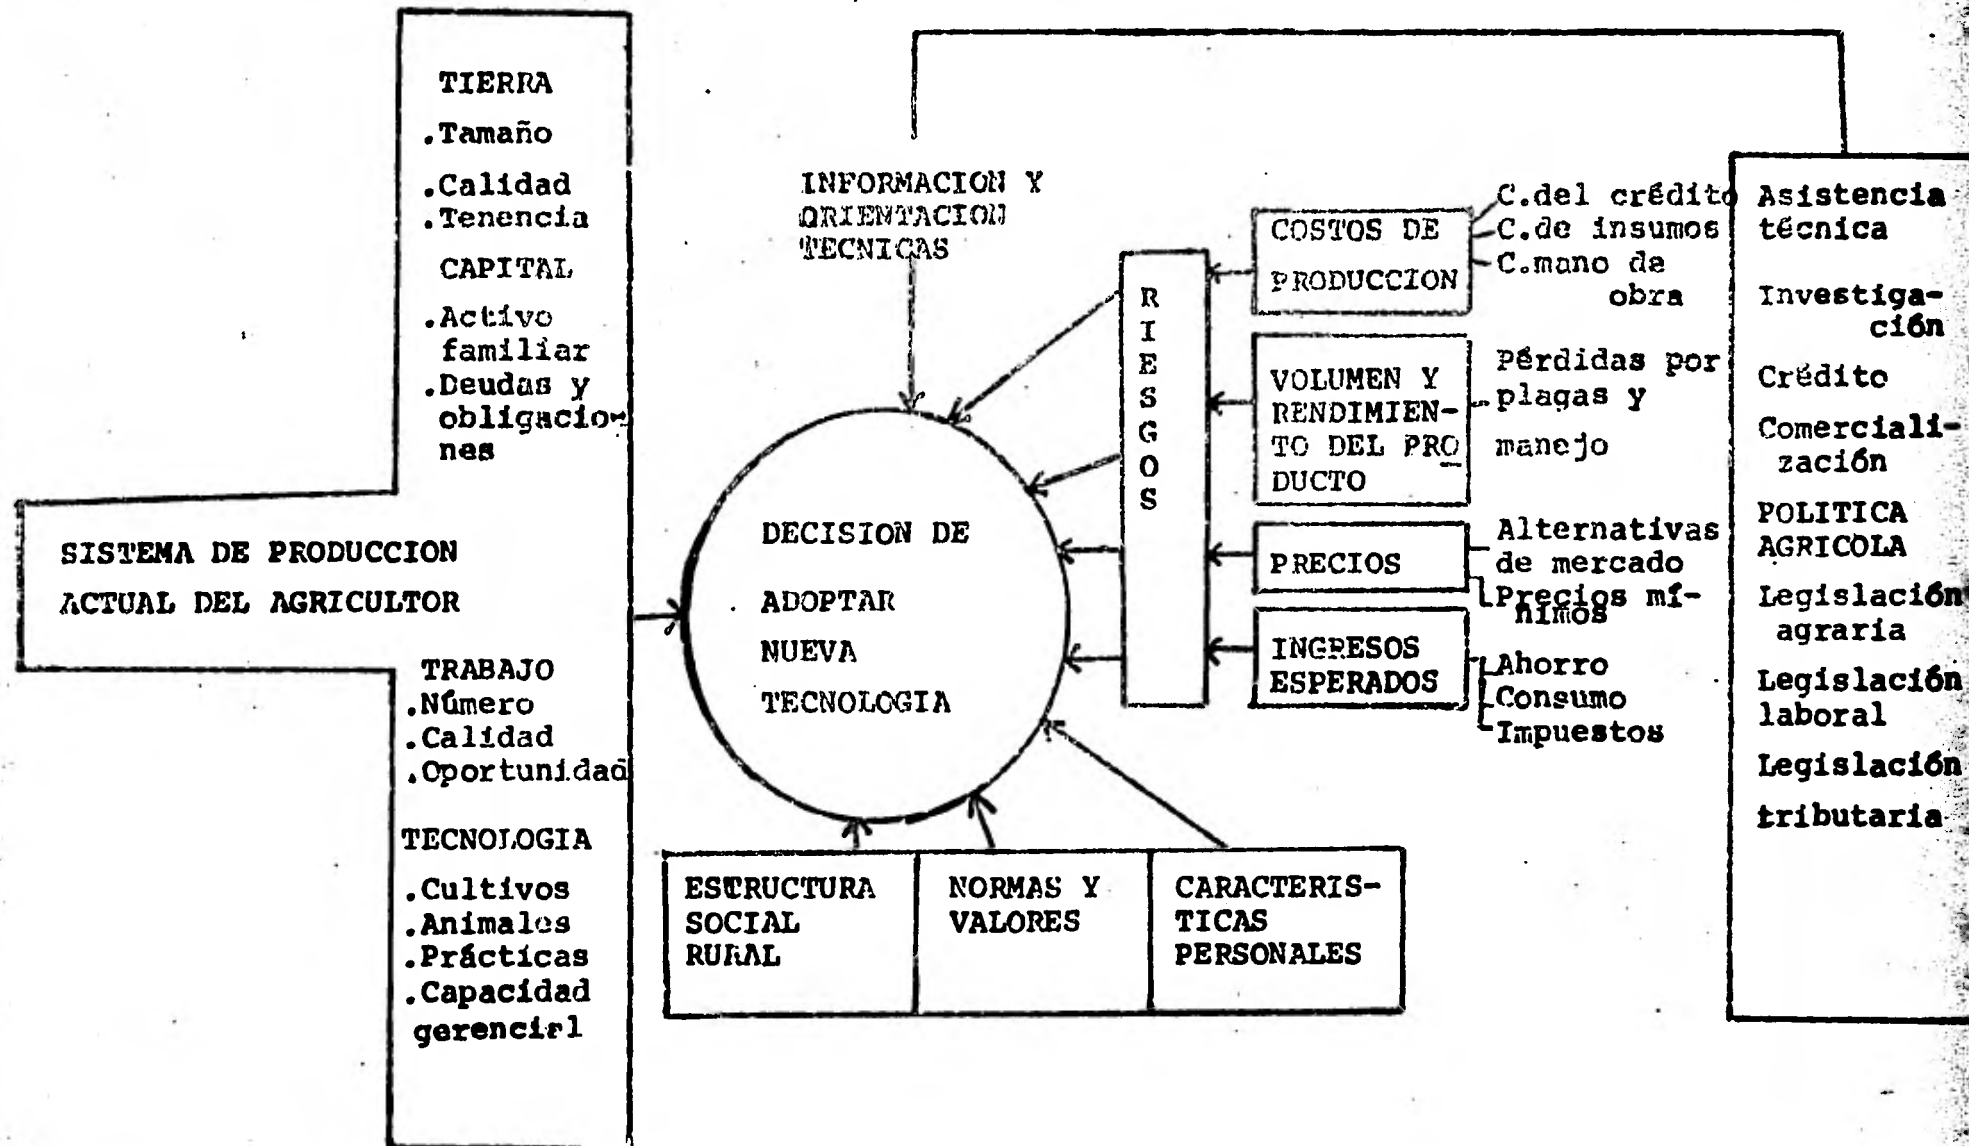 TIERRA
.Tamaño
.Calidad
.Tenencia
CAPITAL
.Activo
familiar
.Deudas y
obligacio-
nes
SISTEMA DE PRODUCCION
ACTUAL DEL AGRICULTOR
TRABAJO
.Número
.Calidad
.Oportunidad
TECNOLOGIA
.Cultivos
.Animales
.Prácticas
.Capacidad
gerencial
INFORMACION Y
ORIENTACION
TECNICAS
DECISION DE
ADOPTAR
NUEVA
TECNOLOGIA
ESTRUCTURA
SOCIAL
RURAL
NORMAS Y
VALORES
CARACTERIS-
TICAS
PERSONALES
R
I
E
S
G
O
S
COSTOS DE
PRODUCCION
C.del crédito
C.de insumos
C.mano de
obra
VOLUMEN Y
RENDIMIEN-
TO DEL PRO
DUCTO
Pérdidas por
plagas y
manejo
PRECIOS
Alternativas
de mercado
Precios mí-
nimos
INGRESOS
ESPERADOS
Ahorro
Consumo
Impuestos
Asistencia
técnica
Investiga-
ción
Crédito
Comerciali-
zación
POLITICA
AGRICOLA
Legislación
agraria
Legislación
laboral
Legislación
tributaria